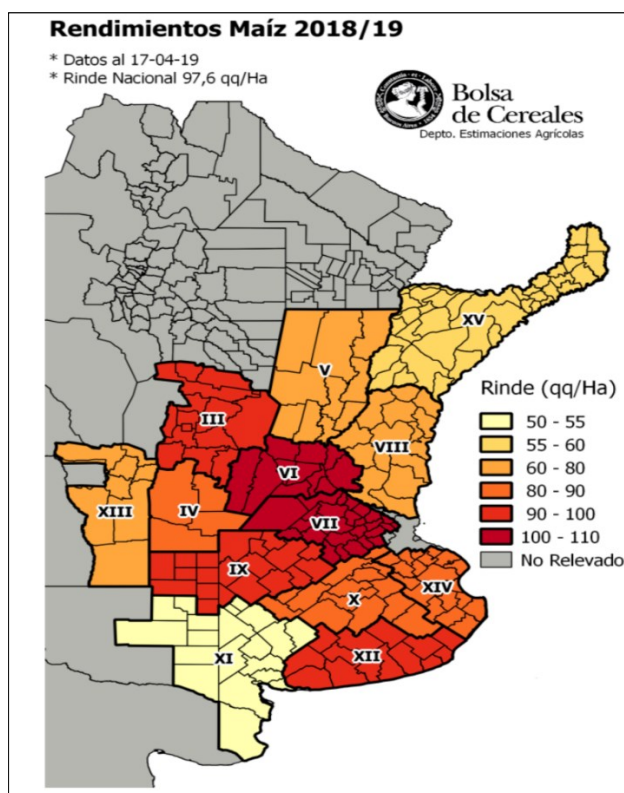 Rendimientos Maíz 2018/19
* Datos al 17-04-19
* Rinde Nacional 97,6 qq/Ha
Bolsa
de Cereales
Depto. Estimaciones Agrícolas
XV
V
Rinde (qq/Ha)
50 - 55
55 - 60
60 - 80
80 - 90
90 - 100
100 - 110
No Relevado
III
VIII
VI
XIII
IV
VII
IX
XIV
X
XI
XII